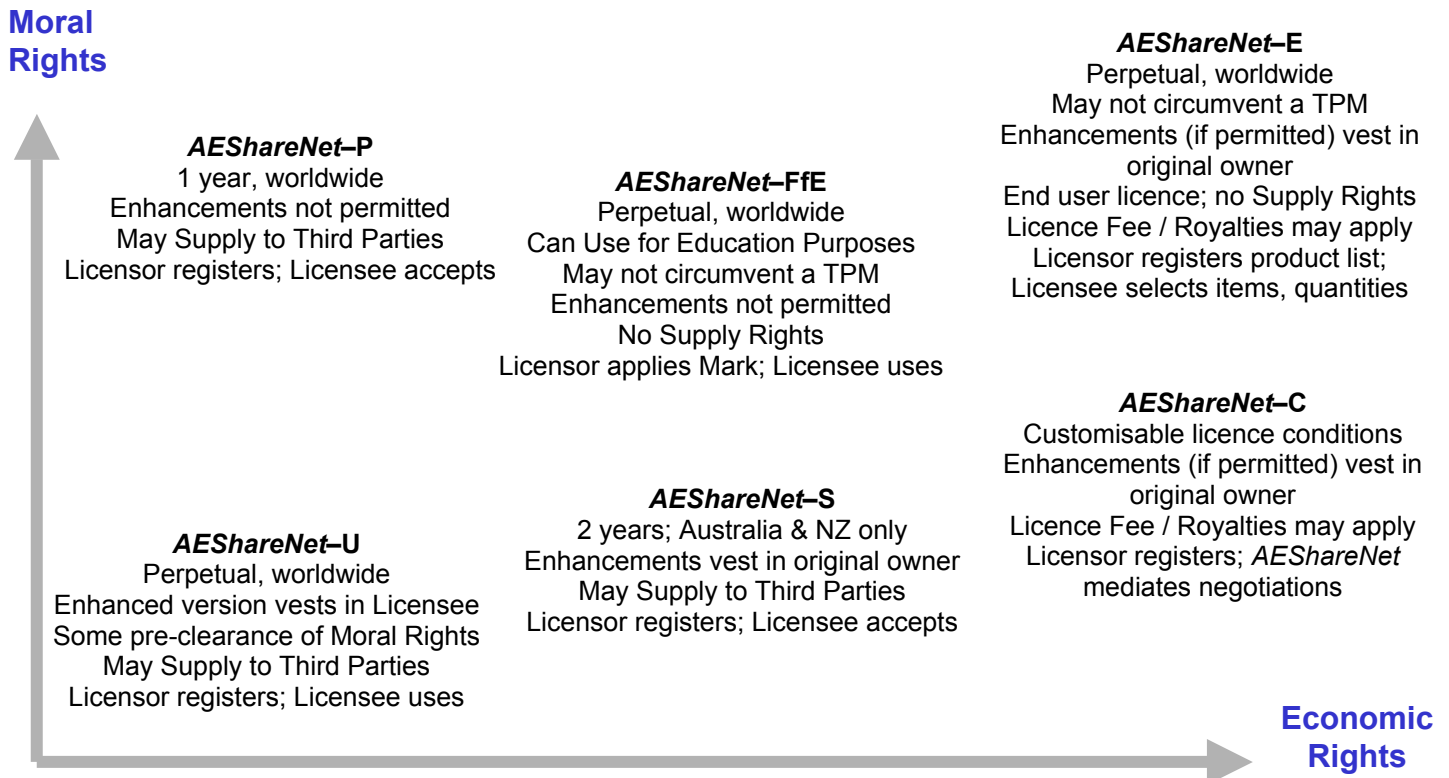 Moral
Rights
AEShareNet–P
1 year, worldwide
Enhancements not permitted
May Supply to Third Parties
Licensor registers; Licensee accepts
AEShareNet–FfE
Perpetual, worldwide
Can Use for Education Purposes
May not circumvent a TPM
Enhancements not permitted
No Supply Rights
Licensor applies Mark; Licensee uses
AEShareNet–E
Perpetual, worldwide
May not circumvent a TPM
Enhancements (if permitted) vest in
original owner
End user licence; no Supply Rights
Licence Fee / Royalties may apply
Licensor registers product list;
Licensee selects items, quantities
AEShareNet–U
Perpetual, worldwide
Enhanced version vests in Licensee
Some pre-clearance of Moral Rights
May Supply to Third Parties
Licensor registers; Licensee uses
AEShareNet–S
2 years; Australia & NZ only
Enhancements vest in original owner
May Supply to Third Parties
Licensor registers; Licensee accepts
AEShareNet–C
Customisable licence conditions
Enhancements (if permitted) vest in
original owner
Licence Fee / Royalties may apply
Licensor registers; AEShareNet
mediates negotiations
Economic
Rights